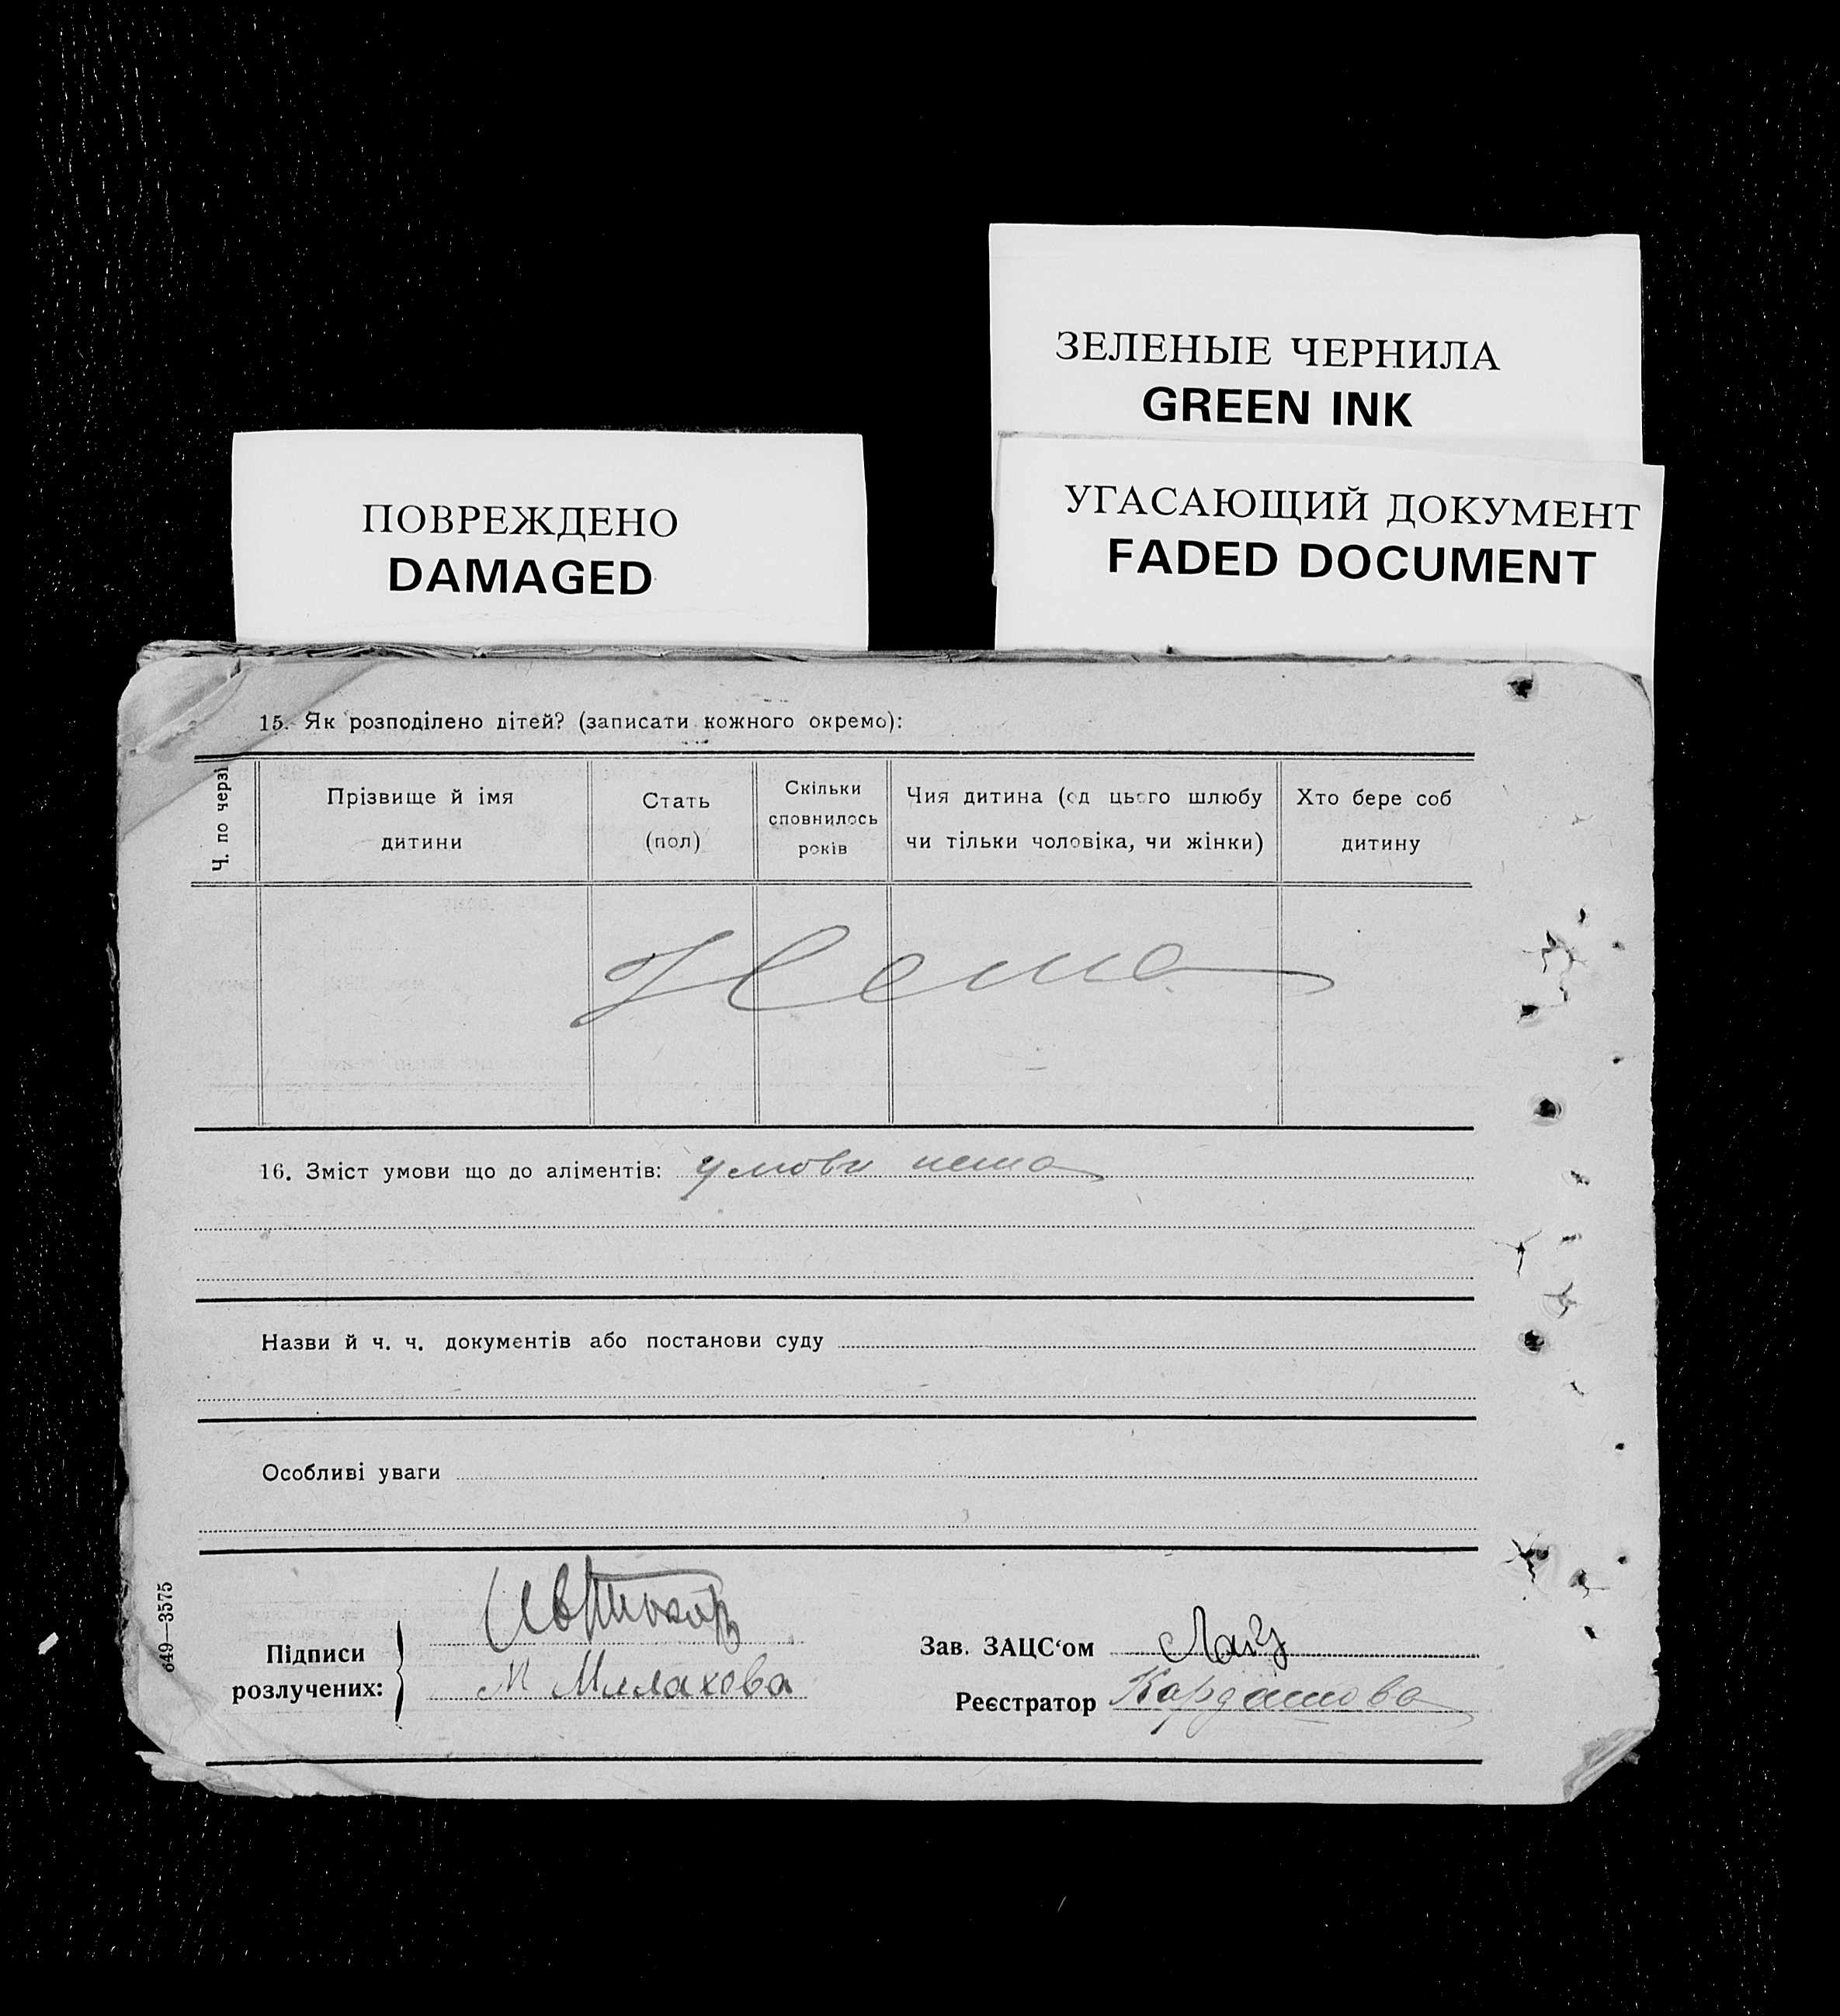 ЗЕЛЕНЫЕ ЧЕРНИЛА
GREEN INK
УГАСАЮЩИЙ ДОКУМЕНТ
FADED DOCUMENT
ПОВРЕЖДЕНО
DAMAGED
15. Як розподілено дітей? (записати кожного окремо):
Ч. по черзі
Прізвище й імя
дитини
Стать
(пол)
Скільки
сповнилось
років
Чия дитина (од цього шлюбу
чи тільки чоловіка, чи жінки)
Хто бере соб
дитину
Нема
16. Зміст умови що до аліментів: умови нема
Назви й ч. ч. документів або постанови суду
Особливі уваги
649—3575
Підписи
розлучених:
М
Зав. ЗАЦС‘ом
Реєстратор Кардашова